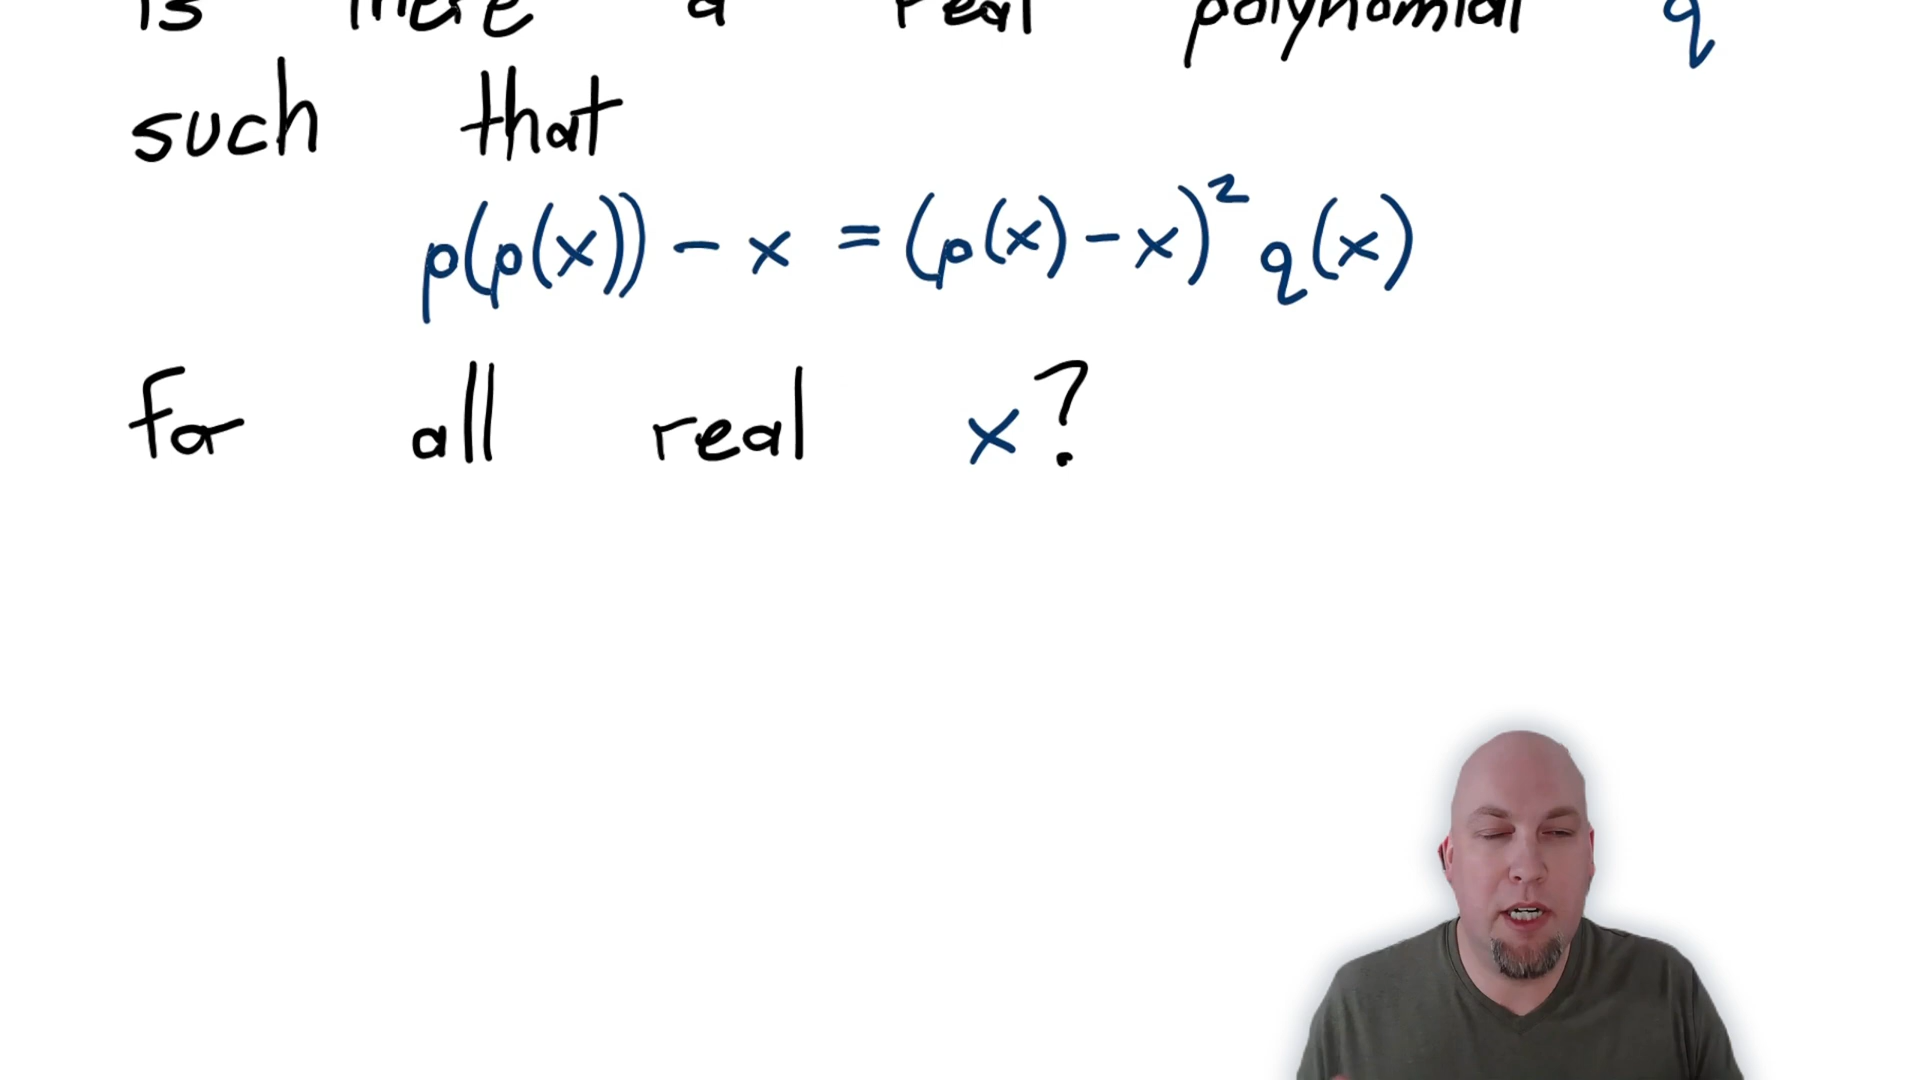 is there a real polynomial q
such that
p(p(x)) - x = (p(x) - x)² q(x)
for all real x?